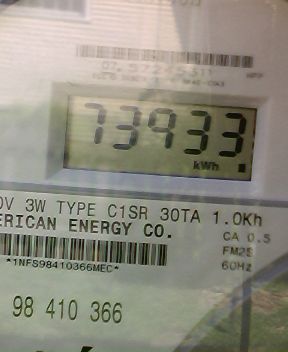 73933
kWh
0V 3W TYPE C1SR 30TA 1.0Kh
ERICAN ENERGY CO.
CA 0.5
FM2S
60Hz
*1NFS98410366MEC*
98 410 366